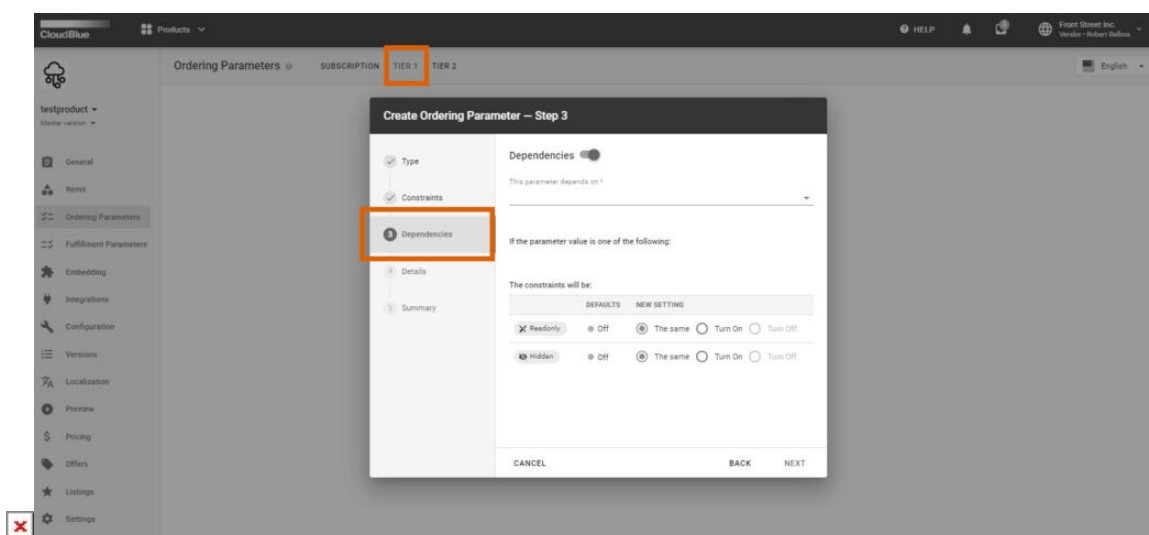 CloudBlue
Products
HELP
Front Street Inc.
Vendor - Robert Balboa
Ordering Parameters
SUBSCRIPTION TIER 1 TIER 2
English
testproduct
Master version
General
Items
Ordering Parameters
Fulfillment Parameters
Embedding
Integrations
Configuration
Versions
Localization
Preview
Pricing
Offers
Listings
Settings
Create Ordering Parameter — Step 3
Type
Constraints
3 Dependencies
4 Details
5 Summary
Dependencies
This parameter depends on *
If the parameter value is one of the following:
The constraints will be:
DEFAULTS NEW SETTING
Readonly Off The same Turn On Turn Off
Hidden Off The same Turn On Turn Off
CANCEL BACK NEXT